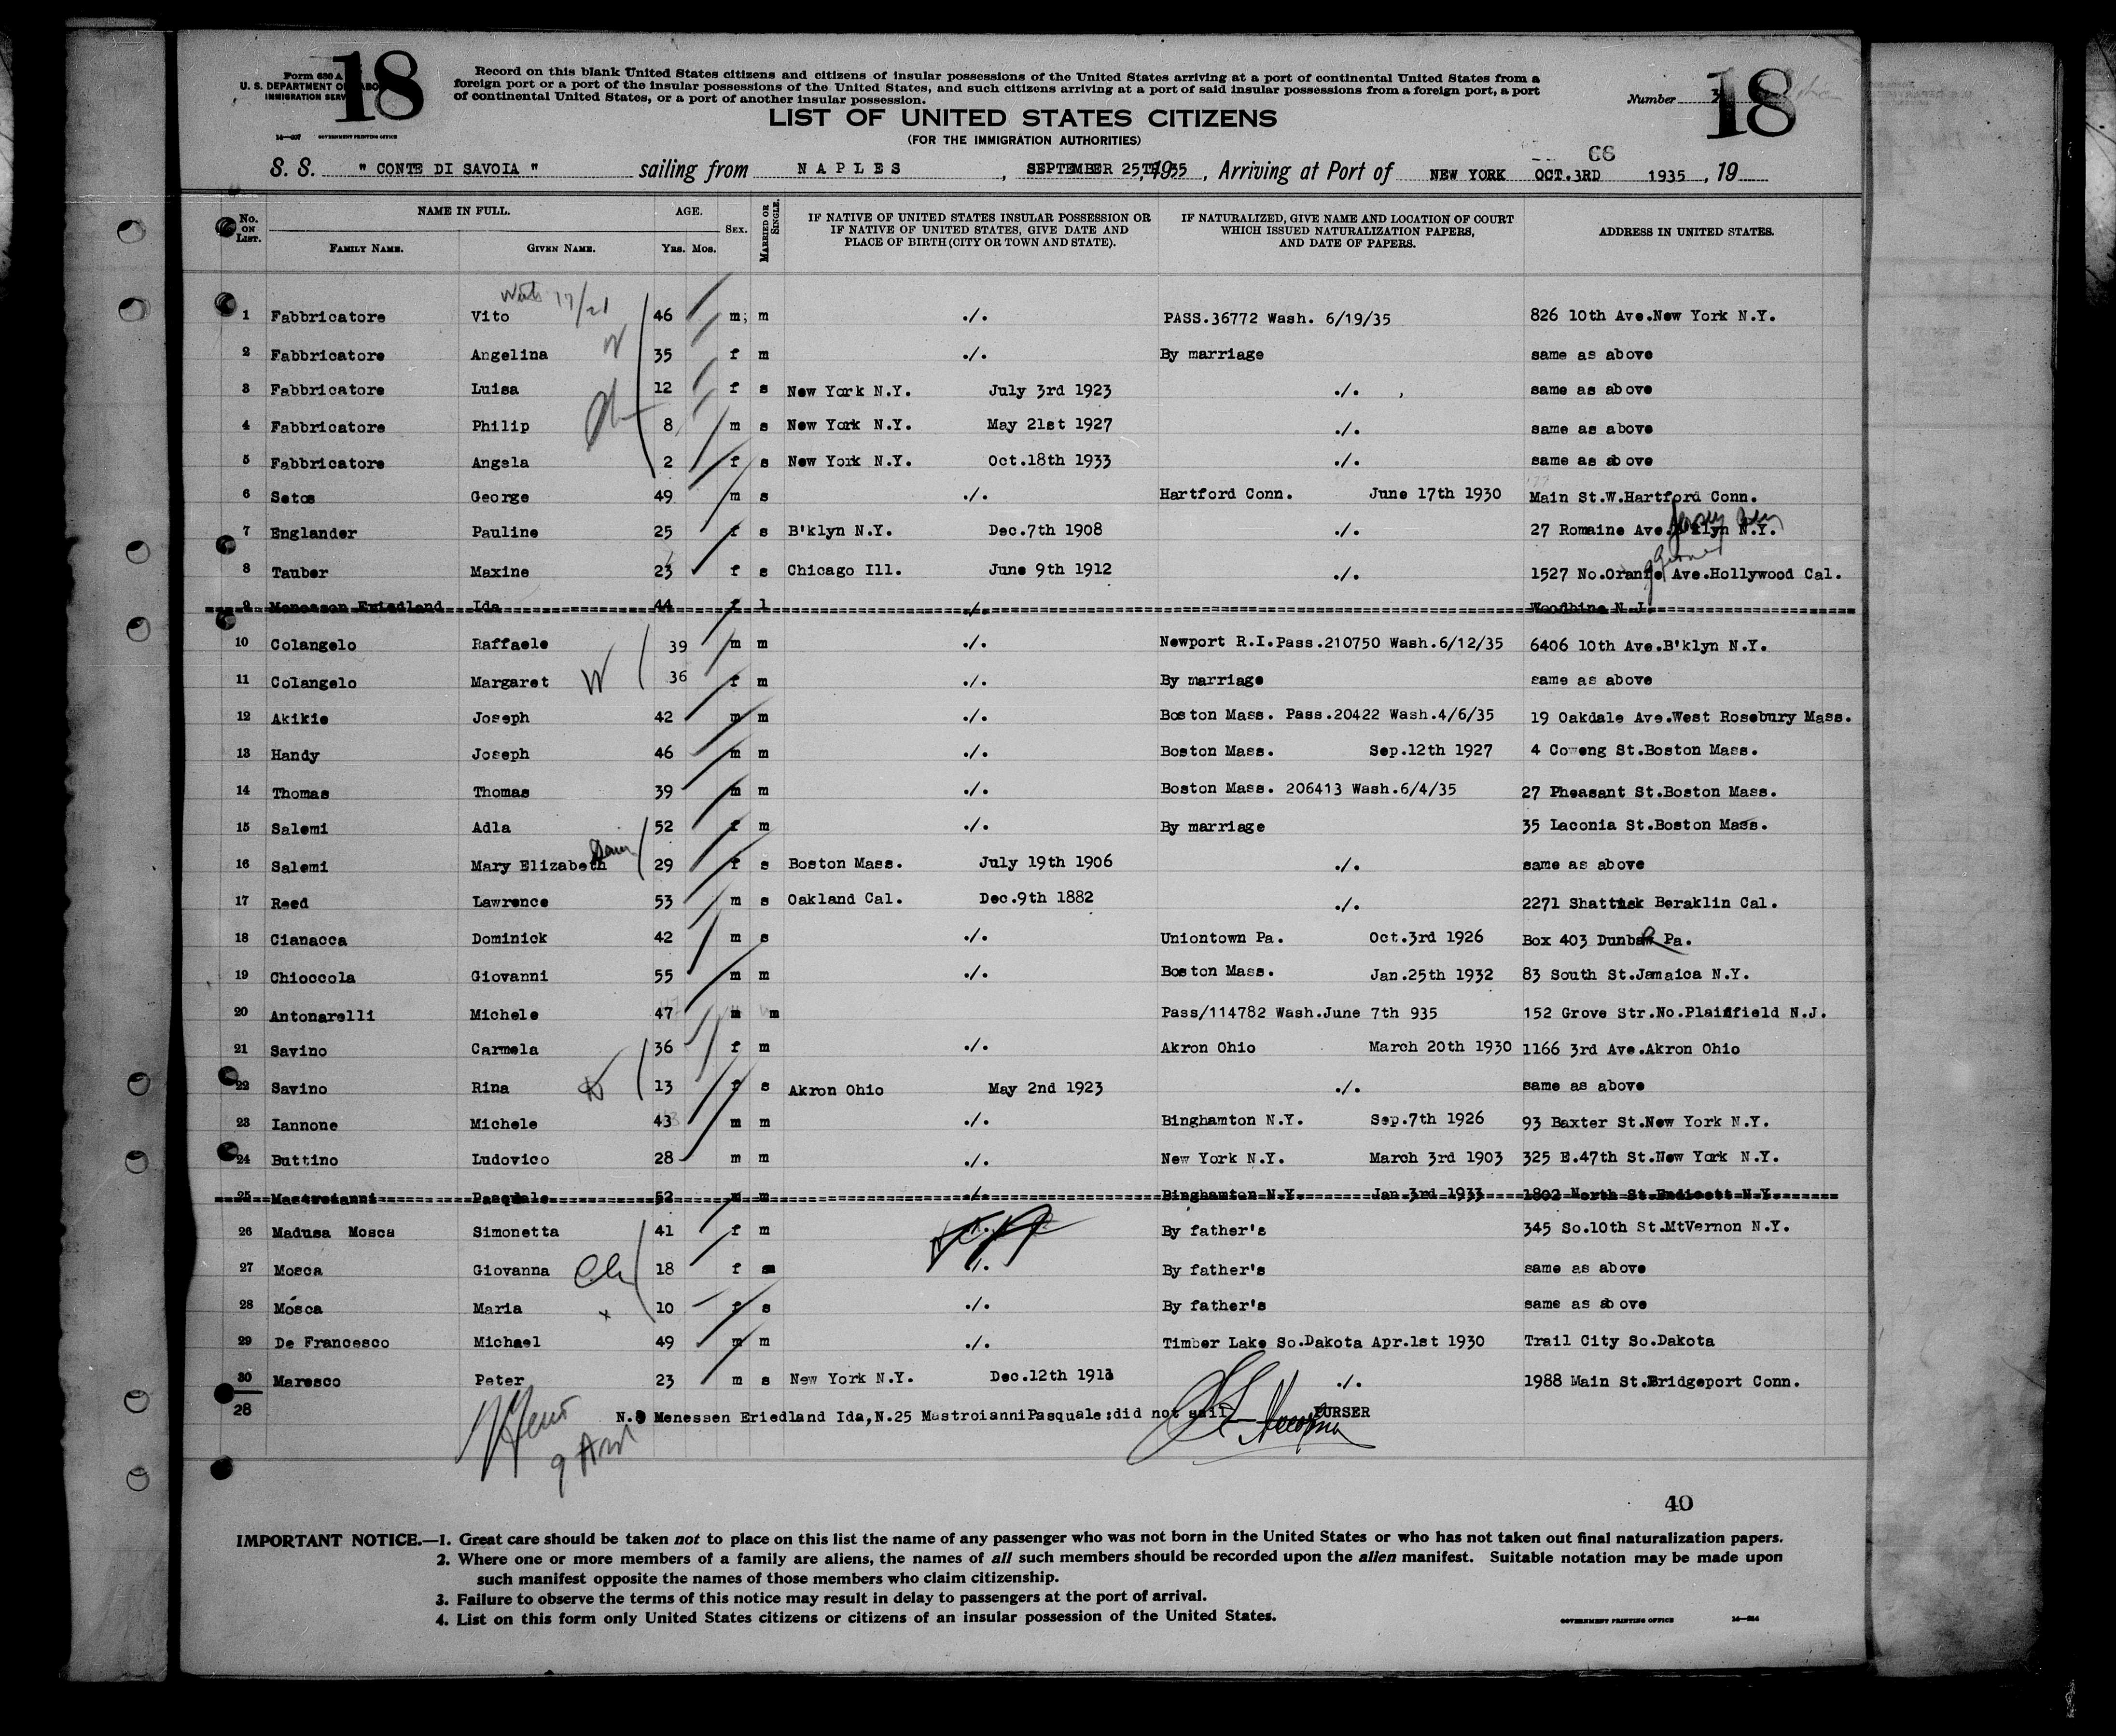 Form 630 A
U. S. DEPARTMENT OF LABOR
IMMIGRATION SERV
18
14—607 GOVERNMENT PRINTING OFFICE
Record on this blank United States citizens and citizens of insular possessions of the United States arriving at a port of continental United States from a
foreign port or a port of the insular possessions of the United States, and such citizens arriving at a port of said insular possessions from a foreign port, a port
of continental United States, or a port of another insular possession.
Number 18
LIST OF UNITED STATES CITIZENS
(FOR THE IMMIGRATION AUTHORITIES)
66
S. S. " CONTE DI SAVOIA " sailing from NAPLES, SEPTEMBER 25TH 1935, Arriving at Port of NEW YORK OCT.3RD 1935, 19
No. ON LIST. NAME IN FULL. AGE. SEX. MARRIED OR SINGLE. IF NATIVE OF UNITED STATES INSULAR POSSESSION OR IF NATIVE OF UNITED STATES, GIVE DATE AND PLACE OF BIRTH (CITY OR TOWN AND STATE). IF NATURALIZED, GIVE NAME AND LOCATION OF COURT WHICH ISSUED NATURALIZATION PAPERS, AND DATE OF PAPERS. ADDRESS IN UNITED STATES.
FAMILY NAME. GIVEN NAME. YRS. MOS.
1 Fabbricatore Vito 46 m; m ./. PASS.36772 Wash. 6/19/35 826 10th Ave.New York N.Y.
2 Fabbricatore Angelina W 35 f m ./. By marriage same as above
3 Fabbricatore Luisa 12 f s New York N.Y. July 3rd 1923 ./. same as above
4 Fabbricatore Philip 8 m s New York N.Y. May 21st 1927 ./. same as above
5 Fabbricatore Angela 2 f s New York N.Y. Oct.18th 1933 ./. same as above
6 Setos George 49 m s ./. Hartford Conn. June 17th 1930 Main St.W.Hartford Conn.
7 Englander Pauline 25 f s B'klyn N.Y. Dec.7th 1908 ./. 27 Romaine Ave.B'klyn N.Y.
8 Tauber Maxine 23 f s Chicago Ill. June 9th 1912 ./. 1527 No.Orange Ave.Hollywood Cal.
9 Menessen Eriedland Ida 44 f l ./. Woodbine N.J.
10 Colangelo Raffaele 39 m m ./. Newport R.I.Pass.210750 Wash.6/12/35 6406 10th Ave.B'klyn N.Y.
11 Colangelo Margaret W 36 f m ./. By marriage same as above
12 Akikie Joseph 42 m m ./. Boston Mass. Pass.20422 Wash.4/6/35 19 Oakdale Ave.West Rosebury Mass.
13 Handy Joseph 46 m m ./. Boston Mass. Sep.12th 1927 4 Coweng St.Boston Mass.
14 Thomas Thomas 39 m m ./. Boston Mass. 206413 Wash.6/4/35 27 Pheasant St.Boston Mass.
15 Salemi Adla 52 f m ./. By marriage 35 Laconia St.Boston Mass.
16 Salemi Mary Elizabeth 29 f s Boston Mass. July 19th 1906 ./. same as above
17 Reed Lawrence 53 m s Oakland Cal. Dec.9th 1882 ./. 2271 Shattuck Beraklin Cal.
18 Cianacca Dominick 42 m s ./. Uniontown Pa. Oct.3rd 1926 Box 403 Dunbar Pa.
19 Chioccola Giovanni 55 m m ./. Boston Mass. Jan.25th 1932 83 South St.Jamaica N.Y.
20 Antonarelli Michele 47 m m Pass/114782 Wash.June 7th 935 152 Grove Str.No.Plainfield N.J.
21 Savino Carmela 36 f m ./. Akron Ohio March 20th 1930 1166 3rd Ave.Akron Ohio
22 Savino Rina 13 f s Akron Ohio May 2nd 1923 ./. same as above
23 Iannone Michele 43 m m ./. Binghamton N.Y. Sep.7th 1926 93 Baxter St.New York N.Y.
24 Buttino Ludovico 28 m m ./. New York N.Y. March 3rd 1903 325 E.47th St.New York N.Y.
25 Mastroianni Pasquale 52 m m ./. Binghamton N.Y. Jan 3rd 1933 1802 North St.Endicott N.Y.
26 Madusa Mosca Simonetta 41 f m By father's 345 So.10th St.MtVernon N.Y.
27 Mosca Giovanna 18 f ./. By father's same as above
28 Mosca Maria x 10 f s ./. By father's same as above
29 De Francesco Michael 49 m m ./. Timber Lake So.Dakota Apr.1st 1930 Trail City So.Dakota
30 Maresco Peter 23 m s New York N.Y. Dec.12th 1911 ./. 1988 Main St.Bridgeport Conn.
28 N.9 Menessen Eriedland Ida,N.25 MastroianniPasquale:did not sail PURSER
40
IMPORTANT NOTICE.—1. Great care should be taken not to place on this list the name of any passenger who was not born in the United States or who has not taken out final naturalization papers.
2. Where one or more members of a family are aliens, the names of all such members should be recorded upon the alien manifest. Suitable notation may be made upon
such manifest opposite the names of those members who claim citizenship.
3. Failure to observe the terms of this notice may result in delay to passengers at the port of arrival.
4. List on this form only United States citizens or citizens of an insular possession of the United States.
GOVERNMENT PRINTING OFFICE